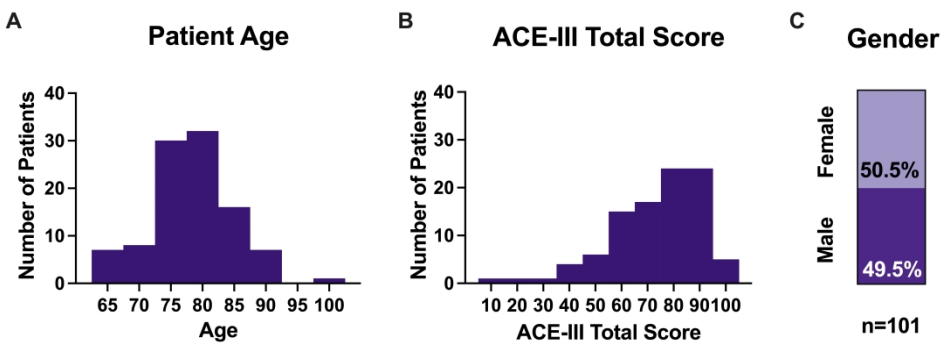 A
Patient Age
Number of Patients
40
30
20
10
0
65 70 75 80 85 90 95 100
Age
B
ACE-III Total Score
Number of Patients
40
30
20
10
0
10 20 30 40 50 60 70 80 90 100
ACE-III Total Score
C
Gender
Female
50.5%
Male
49.5%
n=101